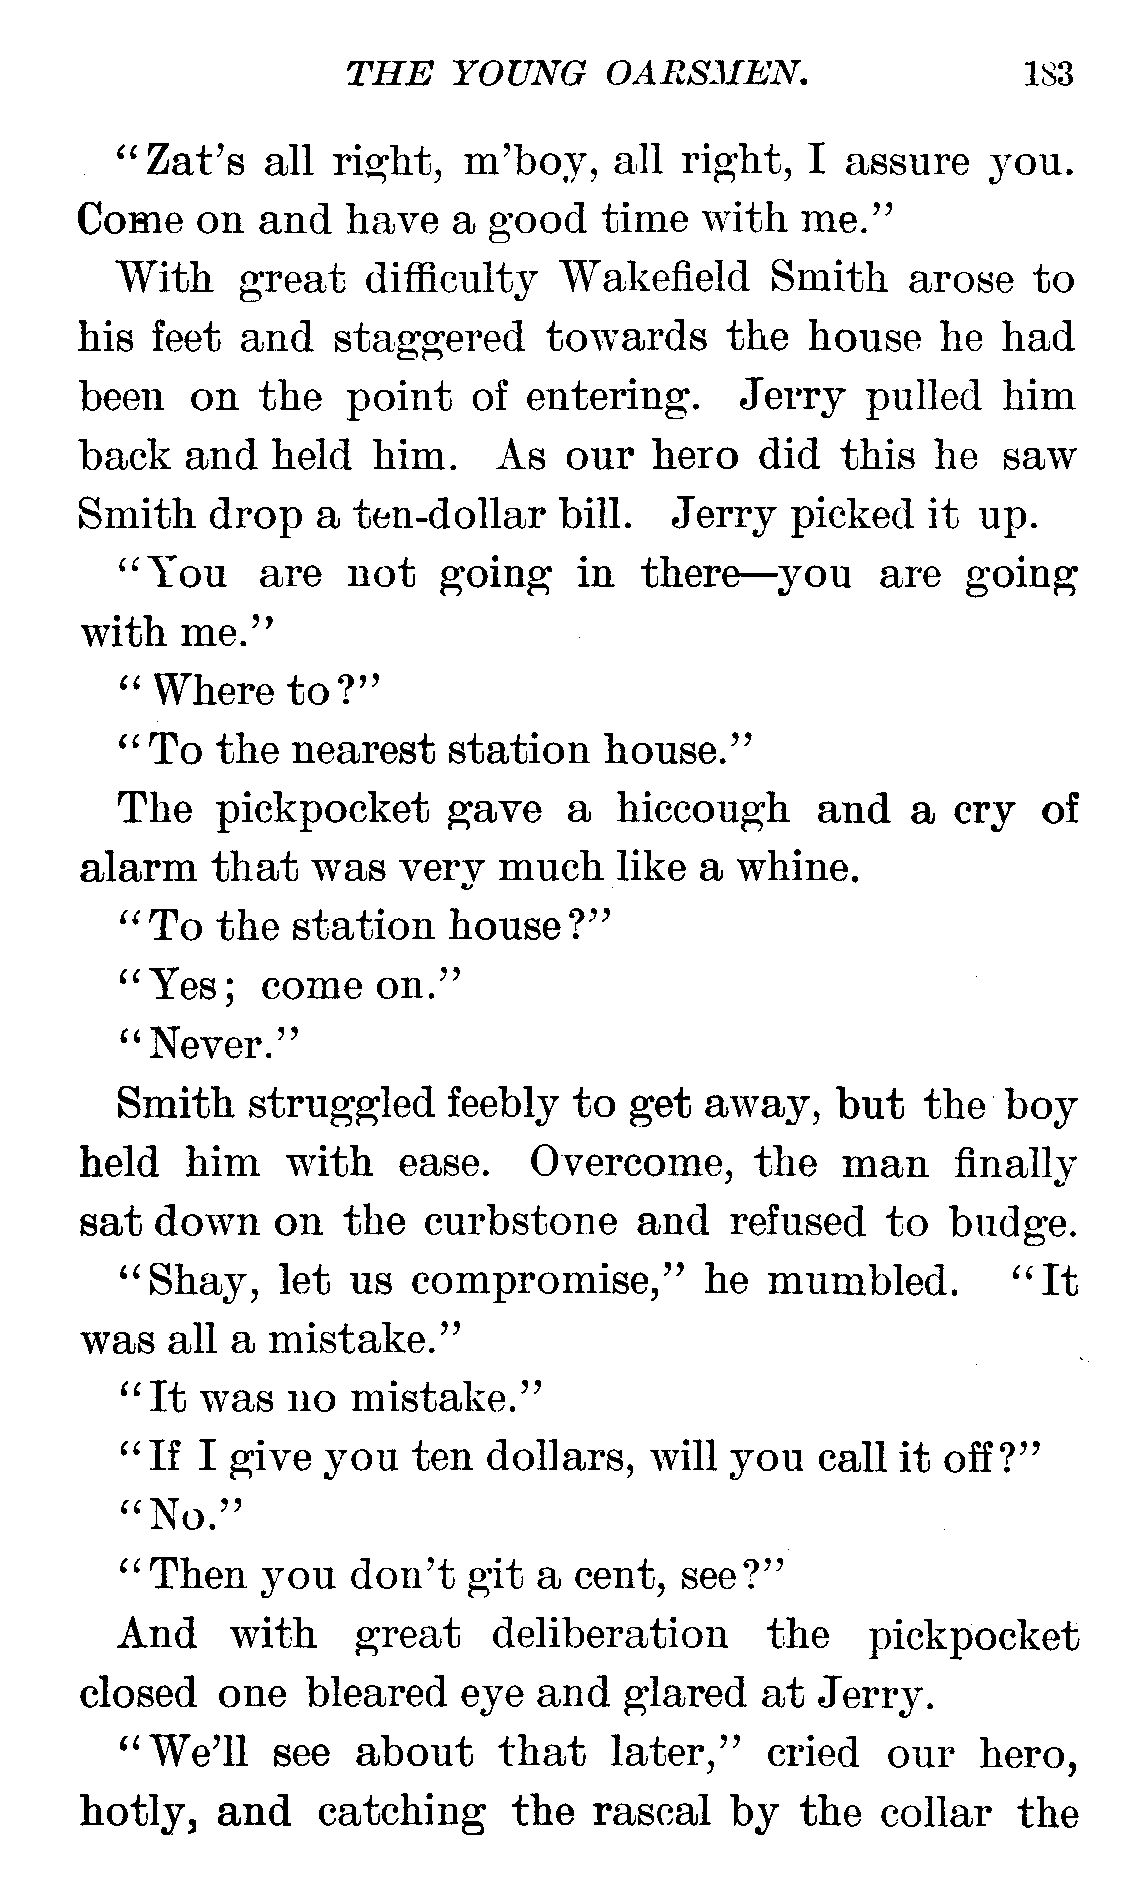 THE YOUNG OARSMEN. 183
"Zat's all right, m'boy, all right, I assure you.
Come on and have a good time with me."
With great difficulty Wakefield Smith arose to
his feet and staggered towards the house he had
been on the point of entering. Jerry pulled him
back and held him. As our hero did this he saw
Smith drop a ten-dollar bill. Jerry picked it up.
"You are not going in there—you are going
with me."
"Where to?"
"To the nearest station house."
The pickpocket gave a hiccough and a cry of
alarm that was very much like a whine.
"To the station house?"
"Yes; come on."
"Never."
Smith struggled feebly to get away, but the boy
held him with ease. Overcome, the man finally
sat down on the curbstone and refused to budge.
"Shay, let us compromise," he mumbled. "It
was all a mistake."
"It was no mistake."
"If I give you ten dollars, will you call it off?"
"No."
"Then you don't git a cent, see?"
And with great deliberation the pickpocket
closed one bleared eye and glared at Jerry.
"We'll see about that later," cried our hero,
hotly, and catching the rascal by the collar the